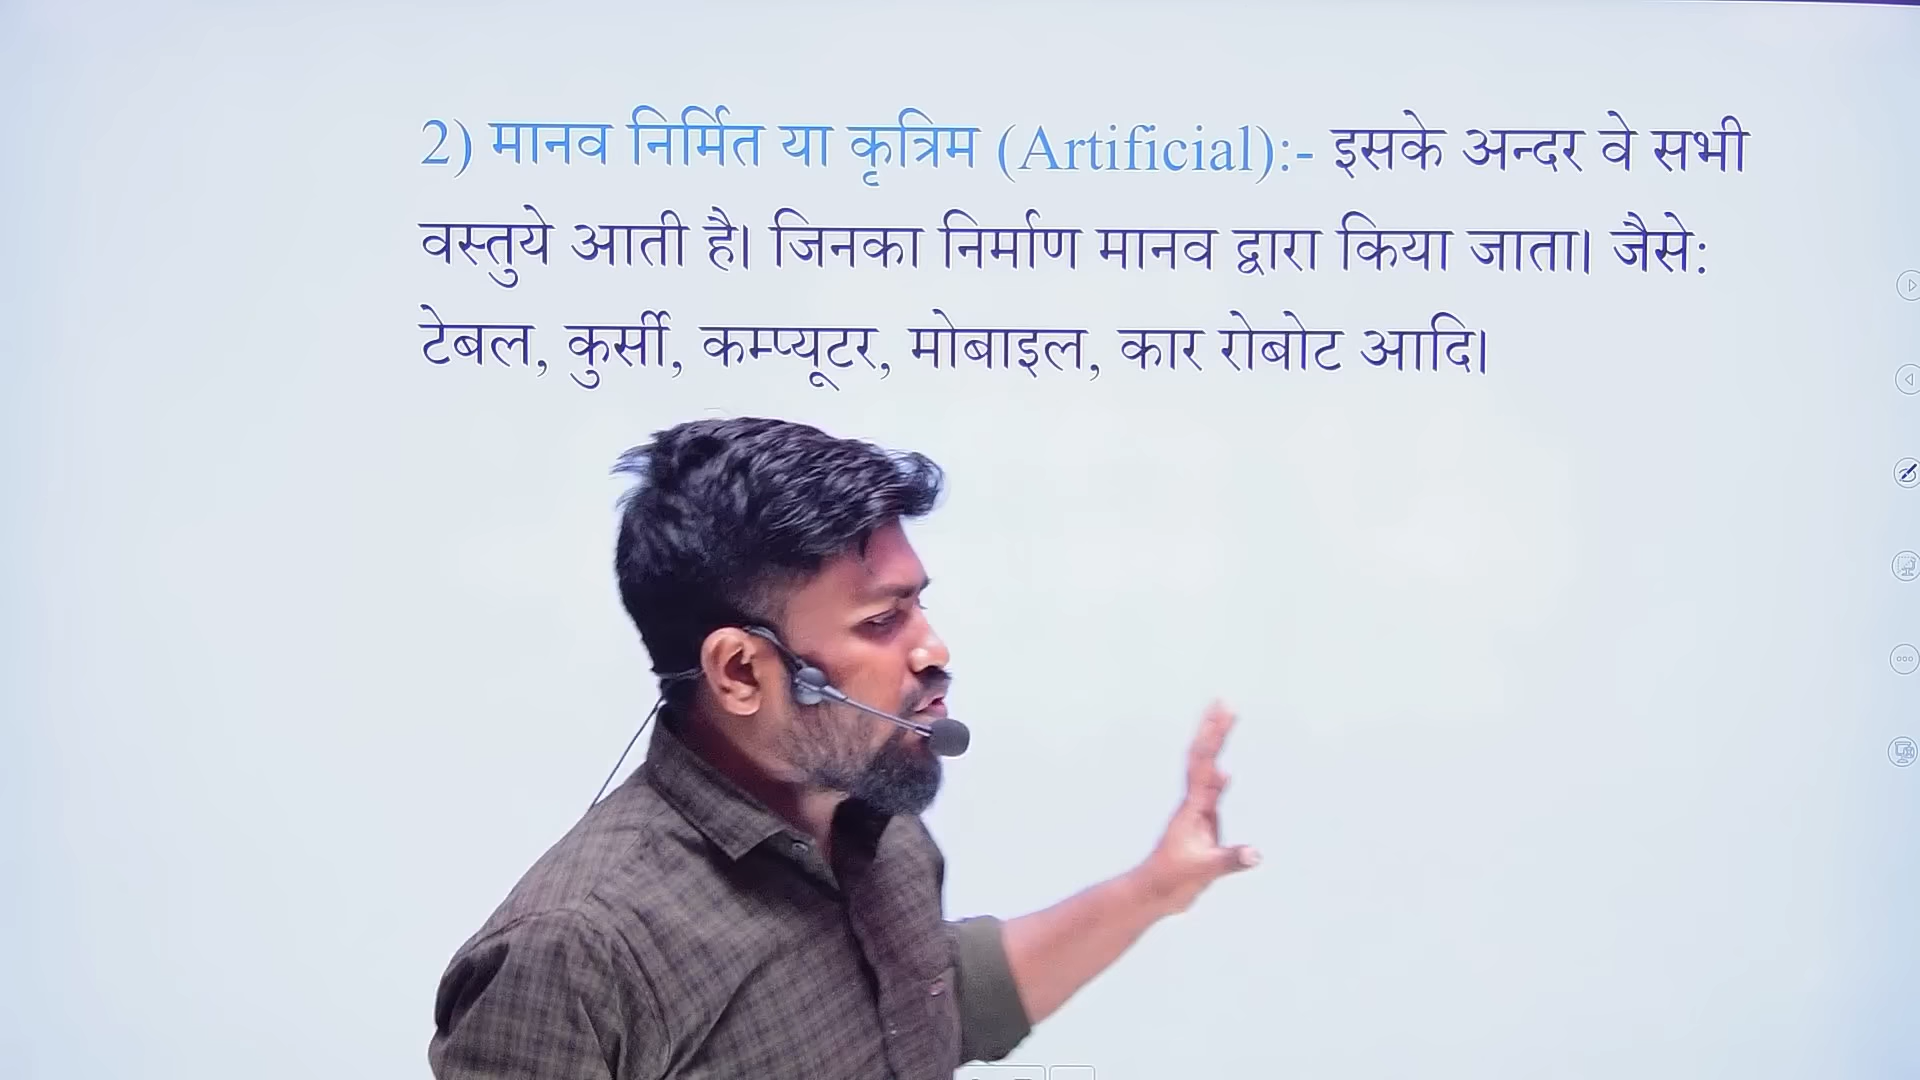 2) मानव निर्मित या कृत्रिम (Artificial):- इसके अन्दर वे सभी
वस्तुये आती है। जिनका निर्माण मानव द्वारा किया जाता। जैसे:
टेबल, कुर्सी, कम्प्यूटर, मोबाइल, कार रोबोट आदि।